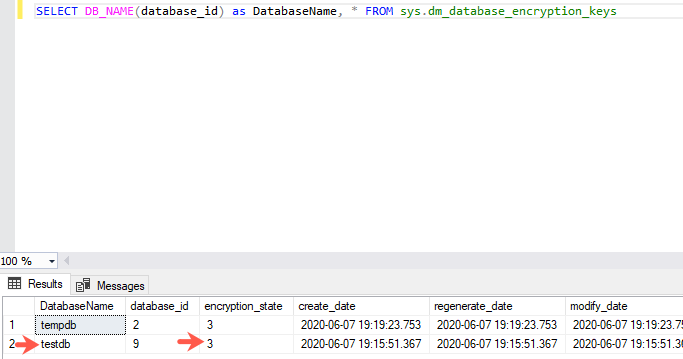 SELECT DB_NAME(database_id) as DatabaseName, * FROM sys.dm_database_encryption_keys
100 %
Results Messages
DatabaseName database_id encryption_state create_date regenerate_date modify_date
1 tempdb 2 3 2020-06-07 19:19:23.753 2020-06-07 19:19:23.753 2020-06-07 19:19:23.75
2 testdb 9 3 2020-06-07 19:15:51.367 2020-06-07 19:15:51.367 2020-06-07 19:15:51.36